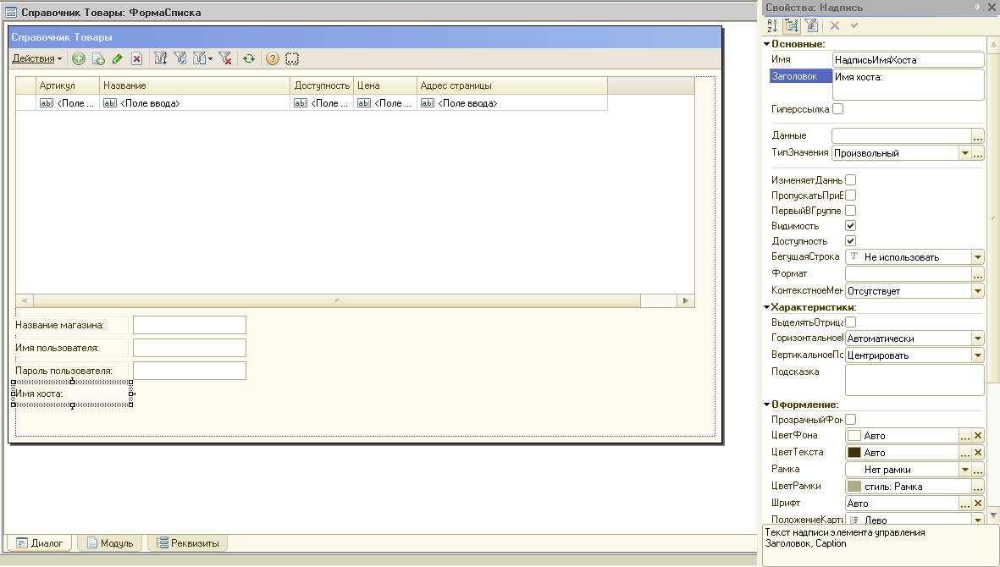 Справочник Товары: ФормаСписка
Справочник Товары
Действия
Артикул Название Доступность Цена Адрес страницы
<Поле ... <Поле ввода> <Поле ... <Поле ... <Поле ввода>
Название магазина:
Имя пользователя:
Пароль пользователя:
Имя хоста:
Диалог Модуль Реквизиты
Свойства: Надпись
Основные:
Имя НадписьИмяХоста
Заголовок Имя хоста:
Гиперссылка
Данные ...
ТипЗначения Произвольный ...
ИзменяетДаннь
ПропускатьПриЕ
ПервыйВГруппе
Видимость
Доступность
БегущаяСтрока Не использовать
Формат ...
КонтекстноеМен Отсутствует
Характеристики:
ВыделятьОтрица
Горизонтальное Автоматически
ВертикальноеПо Центрировать
Подсказка
Оформление:
ПрозрачныйФон
ЦветФона Авто ...
ЦветТекста Авто ...
Рамка Нет рамки ...
ЦветРамки стиль: Рамка ...
Шрифт Авто ...
ПоложениеКарти Лево
Текст надписи элемента управления
Заголовок, Caption